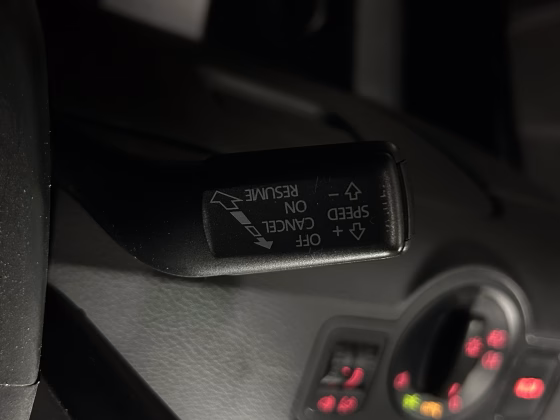 OFF
CANCEL
ON
RESUME
+
SPEED
−